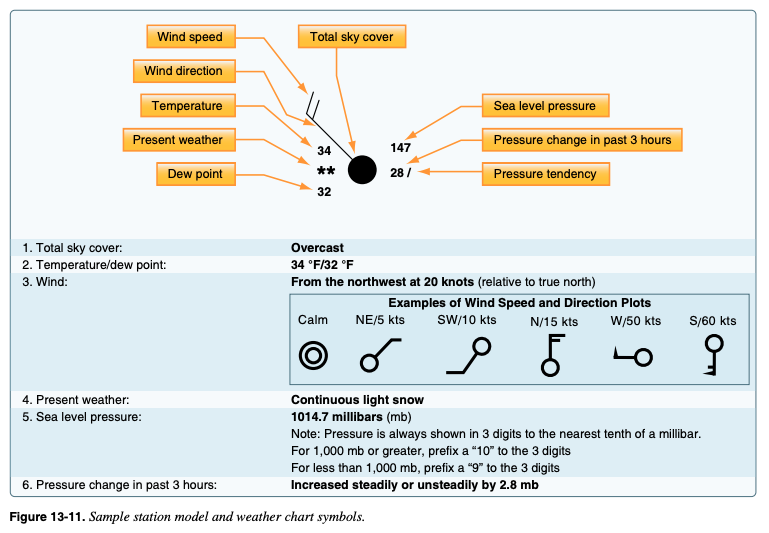 Wind speed
Total sky cover
Wind direction
Temperature
Sea level pressure
Present weather
Pressure change in past 3 hours
Dew point
Pressure tendency
34
147
**
28 /
32
1. Total sky cover: Overcast
2. Temperature/dew point: 34 °F/32 °F
3. Wind: From the northwest at 20 knots (relative to true north)
Examples of Wind Speed and Direction Plots
Calm NE/5 kts SW/10 kts N/15 kts W/50 kts S/60 kts
4. Present weather: Continuous light snow
5. Sea level pressure: 1014.7 millibars (mb)
Note: Pressure is always shown in 3 digits to the nearest tenth of a millibar.
For 1,000 mb or greater, prefix a “10” to the 3 digits
For less than 1,000 mb, prefix a “9” to the 3 digits
6. Pressure change in past 3 hours: Increased steadily or unsteadily by 2.8 mb
Figure 13-11. Sample station model and weather chart symbols.